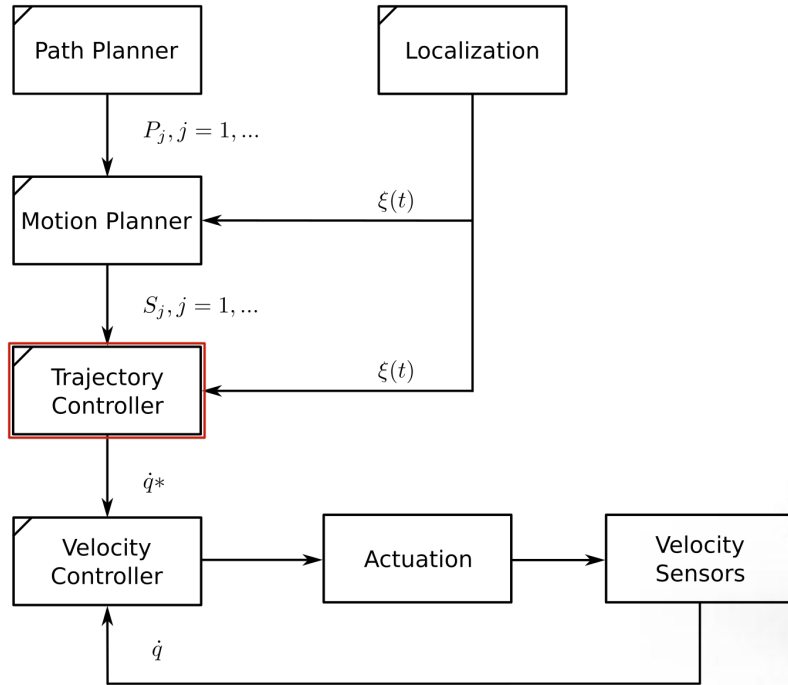 Path Planner
Localization
P_j, j = 1, ...
Motion Planner
ξ(t)
S_j, j = 1, ...
Trajectory
Controller
ξ(t)
q̇*
Velocity
Controller
Actuation
Velocity
Sensors
q̇